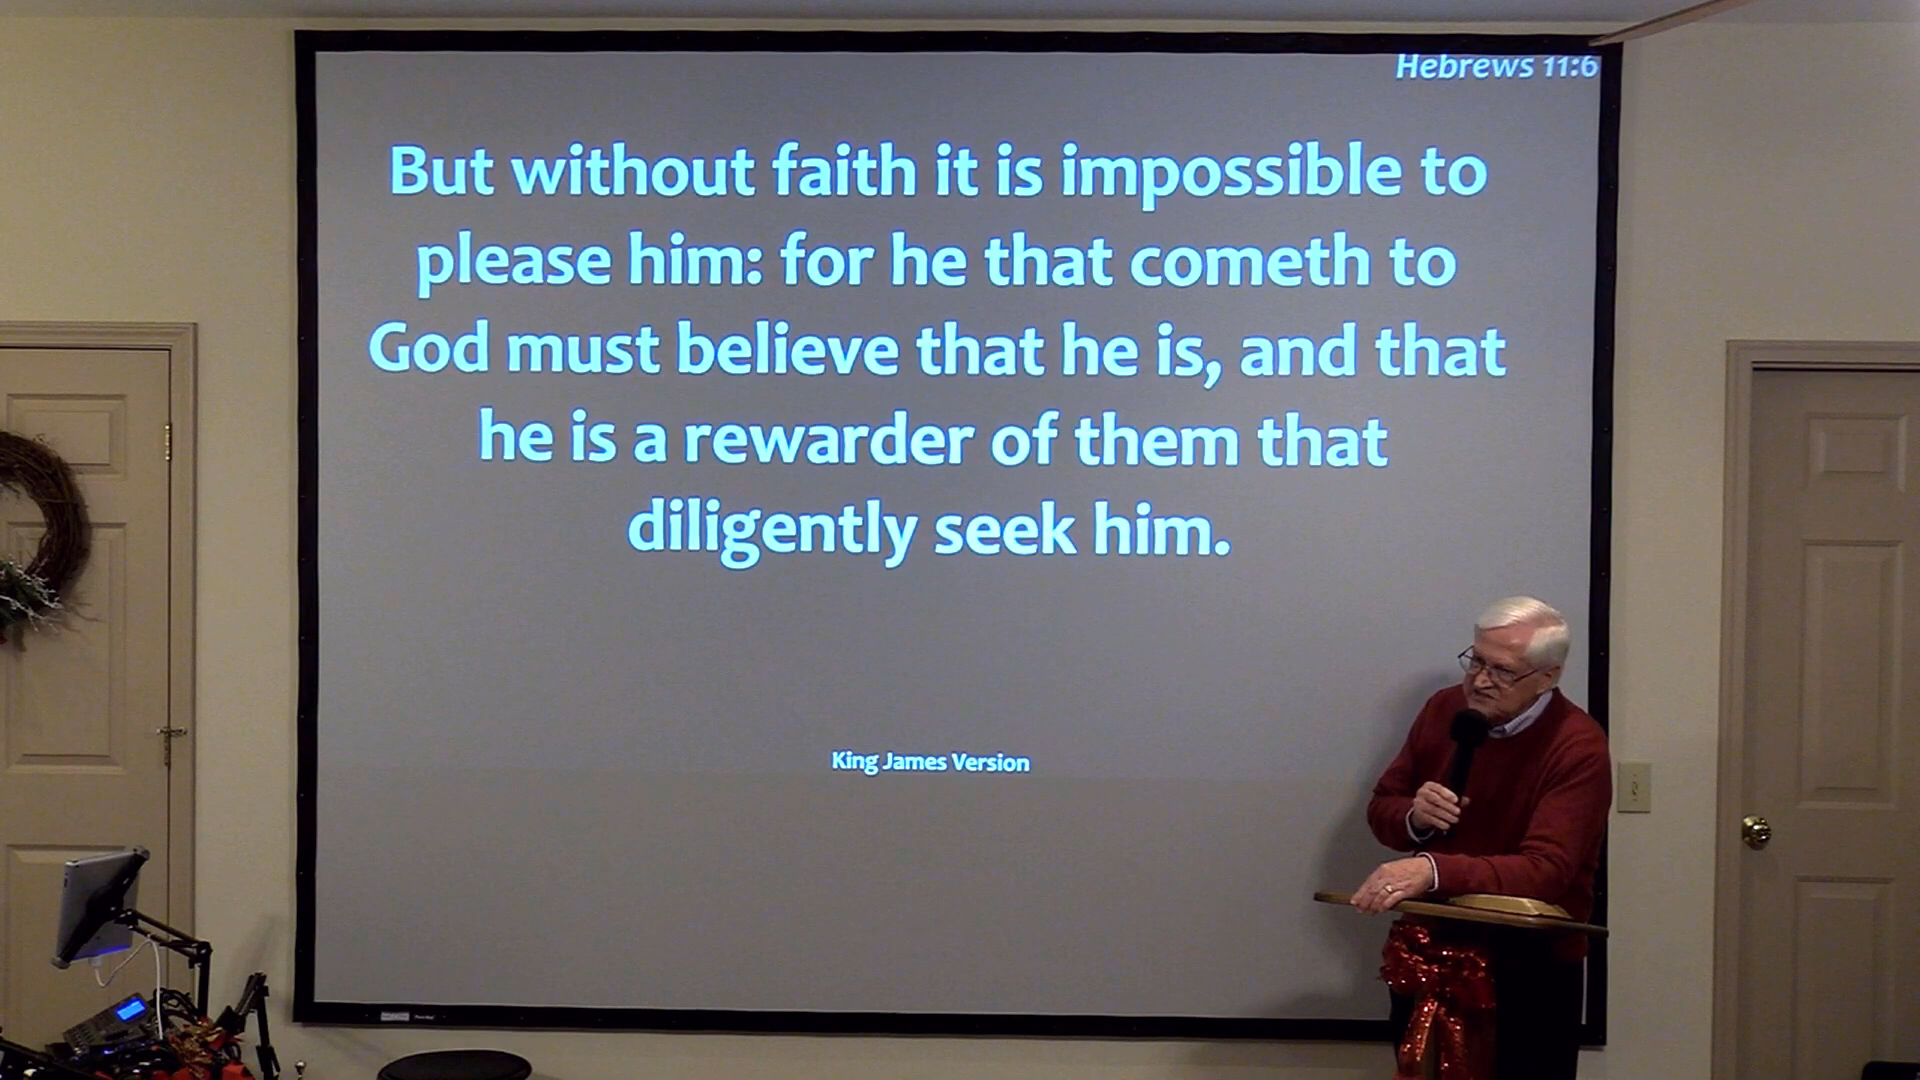 Hebrews 11:6
But without faith it is impossible to
please him: for he that cometh to
God must believe that he is, and that
he is a rewarder of them that
diligently seek him.
King James Version